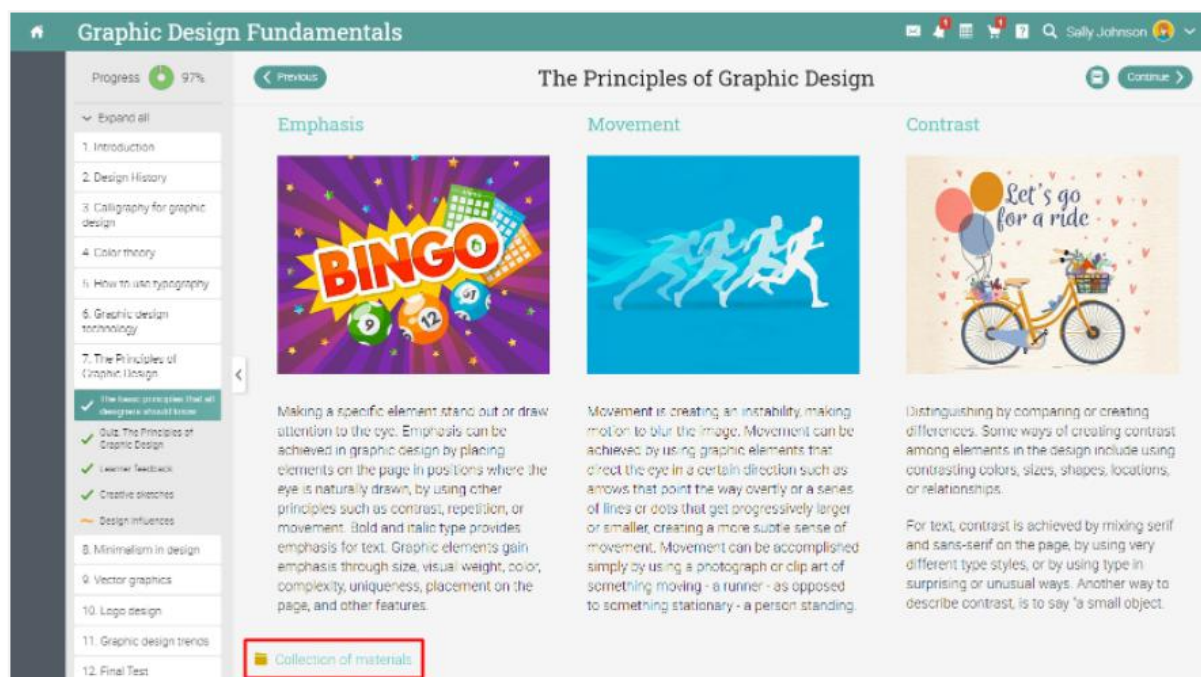 Graphic Design Fundamentals
1
1
?
Sally Johnson
Progress 97%
Expand all
1. Introduction
2. Design History
3. Calligraphy for graphic
design
4. Color theory
5. How to use typography
6. Graphic design
technology
7. The Principles of
Graphic Design
The basic principles that all
designers should know
Quiz. The Principles of
Graphic Design
Learner feedback
Creative sketches
Design influences
8. Minimalism in design
9. Vector graphics
10. Logo design
11. Graphic design trends
12. Final Test
Previous
The Principles of Graphic Design
Continue
Emphasis
BINGO
9
12
61
Making a specific element stand out or draw
attention to the eye. Emphasis can be
achieved in graphic design by placing
elements on the page in positions where the
eye is naturally drawn, by using other
principles such as contrast, repetition, or
movement. Bold and italic type provides
emphasis for text. Graphic elements gain
emphasis through size, visual weight, color,
complexity, uniqueness, placement on the
page, and other features.
Movement
Movement is creating an instability, making
motion to blur the image. Movement can be
achieved by using graphic elements that
direct the eye in a certain direction such as
arrows that point the way overtly or a series
of lines or dots that get progressively larger
or smaller, creating a more subtle sense of
movement. Movement can be accomplished
simply by using a photograph or clip art of
something moving - a runner - as opposed
to something stationary - a person standing.
Contrast
Let's go
for a ride
Distinguishing by comparing or creating
differences. Some ways of creating contrast
among elements in the design include using
contrasting colors, sizes, shapes, locations,
or relationships.
For text, contrast is achieved by mixing serif
and sans-serif on the page, by using very
different type styles, or by using type in
surprising or unusual ways. Another way to
describe contrast, is to say "a small object
Collection of materials